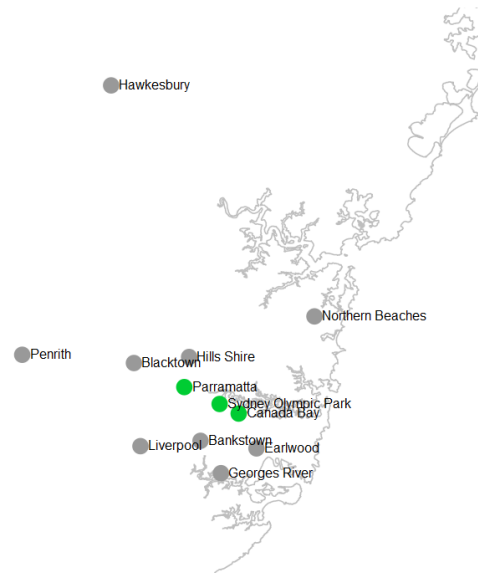 Hawkesbury
Northern Beaches
Penrith
Hills Shire
Blacktown
Parramatta
Sydney Olympic Park
Canada Bay
Bankstown
Liverpool
Earlwood
Georges River